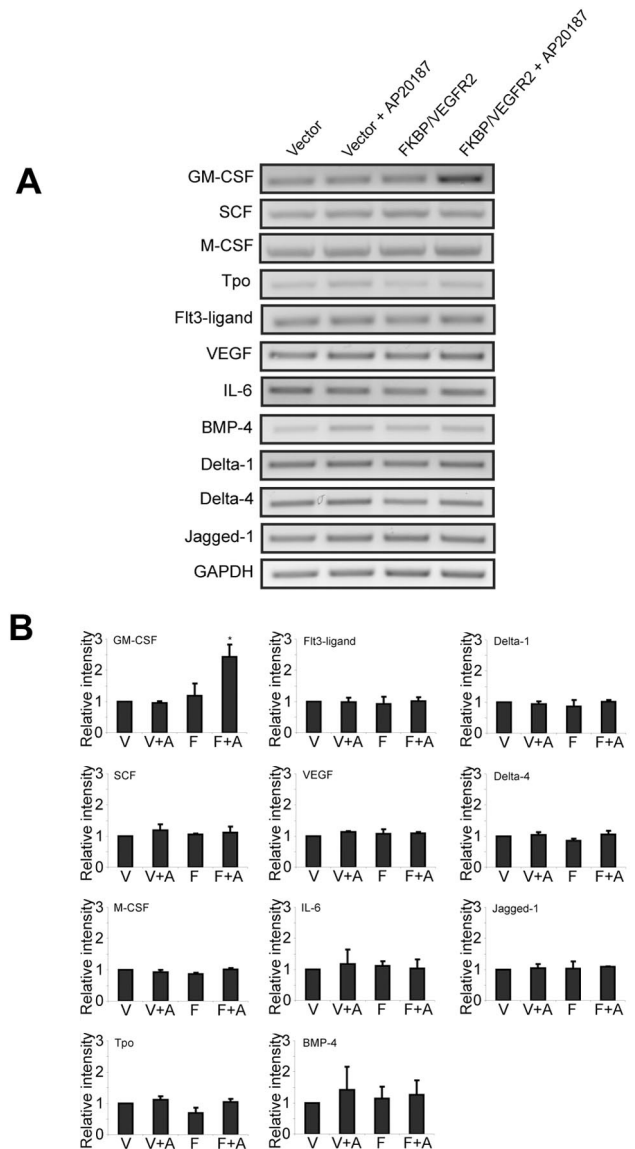 Vector
Vector + AP20187
FKBP/VEGFR2
FKBP/VEGFR2 + AP20187
A
GM-CSF
SCF
M-CSF
Tpo
Flt3-ligand
VEGF
IL-6
BMP-4
Delta-1
Delta-4
Jagged-1
GAPDH
B
GM-CSF
Relative intensity
3
2
1
0
*
V V+A F F+A
Flt3-ligand
Relative intensity
3
2
1
0
V V+A F F+A
Delta-1
Relative intensity
3
2
1
0
V V+A F F+A
SCF
Relative intensity
3
2
1
0
V V+A F F+A
VEGF
Relative intensity
3
2
1
0
V V+A F F+A
Delta-4
Relative intensity
3
2
1
0
V V+A F F+A
M-CSF
Relative intensity
3
2
1
0
V V+A F F+A
IL-6
Relative intensity
3
2
1
0
V V+A F F+A
Jagged-1
Relative intensity
3
2
1
0
V V+A F F+A
Tpo
Relative intensity
3
2
1
0
V V+A F F+A
BMP-4
Relative intensity
3
2
1
0
V V+A F F+A